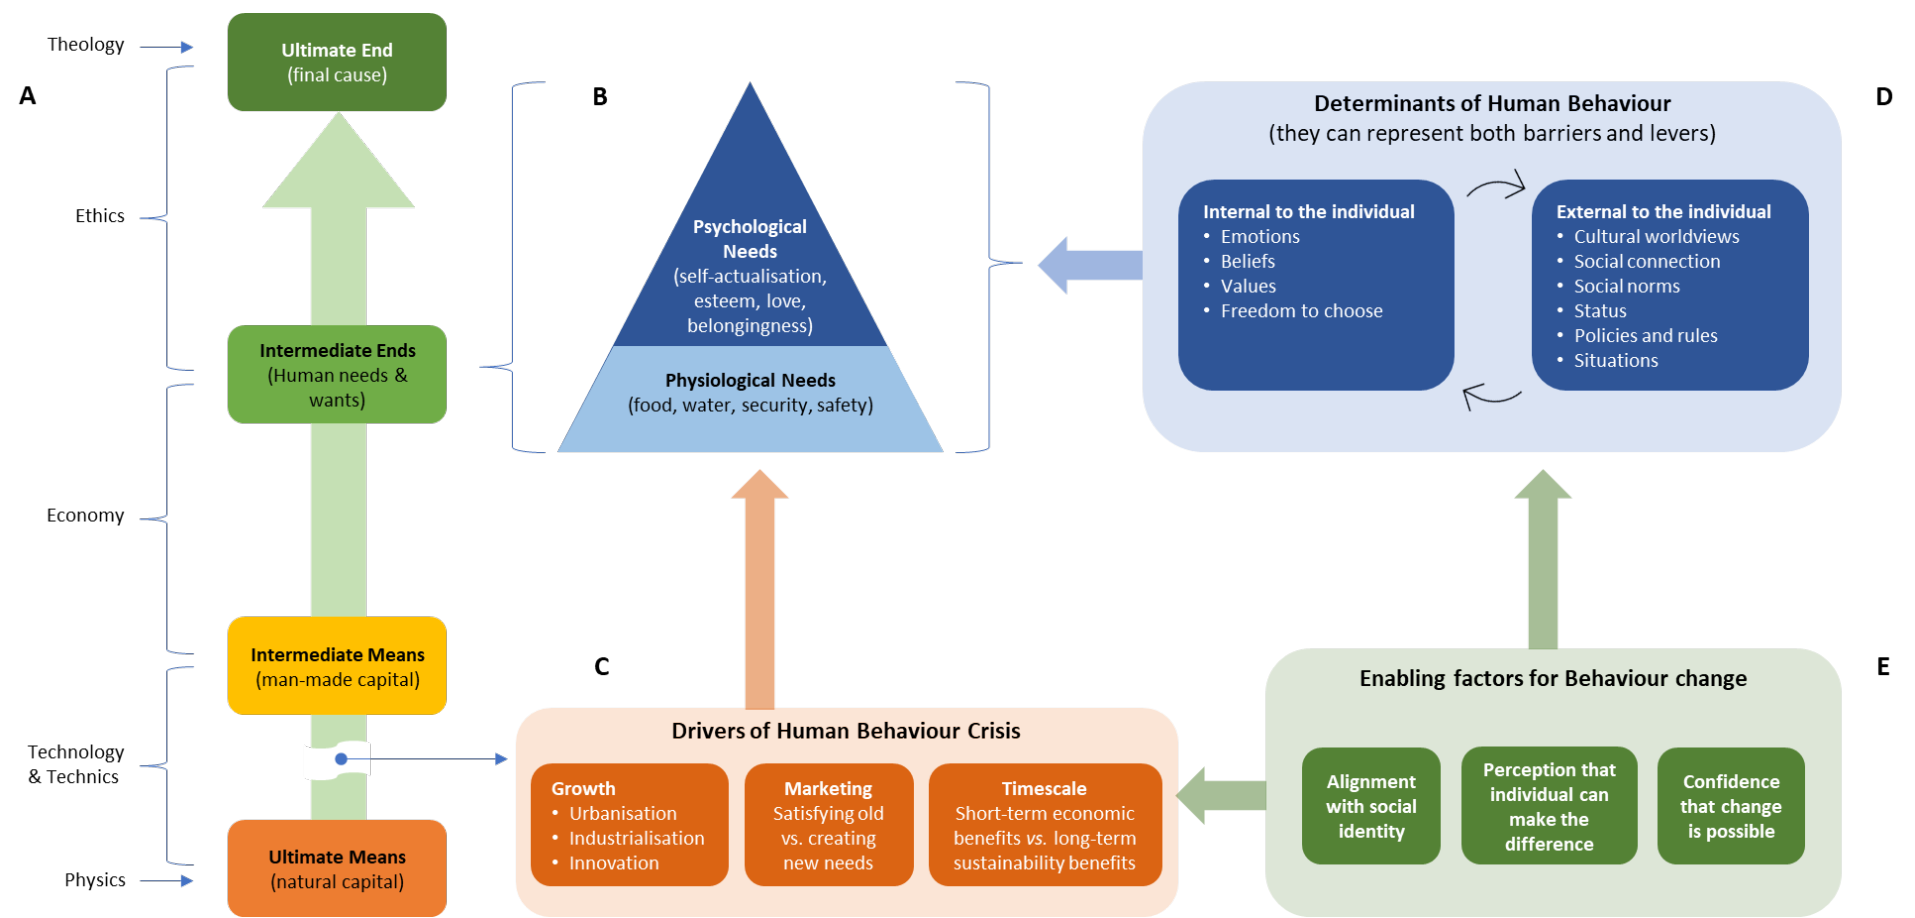 A
Theology
Ethics
Economy
Technology
& Technics
Physics
Ultimate End
(final cause)
Intermediate Ends
(Human needs &
wants)
Intermediate Means
(man-made capital)
Ultimate Means
(natural capital)
B
Psychological
Needs
(self-actualisation,
esteem, love,
belongingness)
Physiological Needs
(food, water, security, safety)
C
Drivers of Human Behaviour Crisis
Growth
• Urbanisation
• Industrialisation
• Innovation
Marketing
Satisfying old
vs. creating
new needs
Timescale
Short-term economic
benefits vs. long-term
sustainability benefits
D
Determinants of Human Behaviour
(they can represent both barriers and levers)
Internal to the individual
• Emotions
• Beliefs
• Values
• Freedom to choose
External to the individual
• Cultural worldviews
• Social connection
• Social norms
• Status
• Policies and rules
• Situations
E
Enabling factors for Behaviour change
Alignment
with social
identity
Perception that
individual can
make the
difference
Confidence
that change
is possible